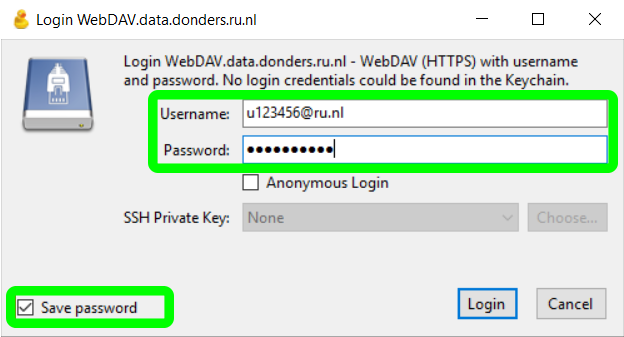 Login WebDAV.data.donders.ru.nl
Login WebDAV.data.donders.ru.nl - WebDAV (HTTPS) with username
and password. No login credentials could be found in the Keychain.
Username: u123456@ru.nl
Password: ●●●●●●●●●●
Anonymous Login
SSH Private Key: None Choose...
Save password Login Cancel